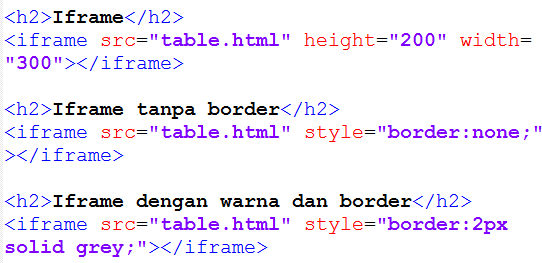 <h2>Iframe</h2>
<iframe src="table.html" height="200" width=
"300"></iframe>
<h2>Iframe tanpa border</h2>
<iframe src="table.html" style="border:none;"
></iframe>
<h2>Iframe dengan warna dan border</h2>
<iframe src="table.html" style="border:2px
solid grey;"></iframe>